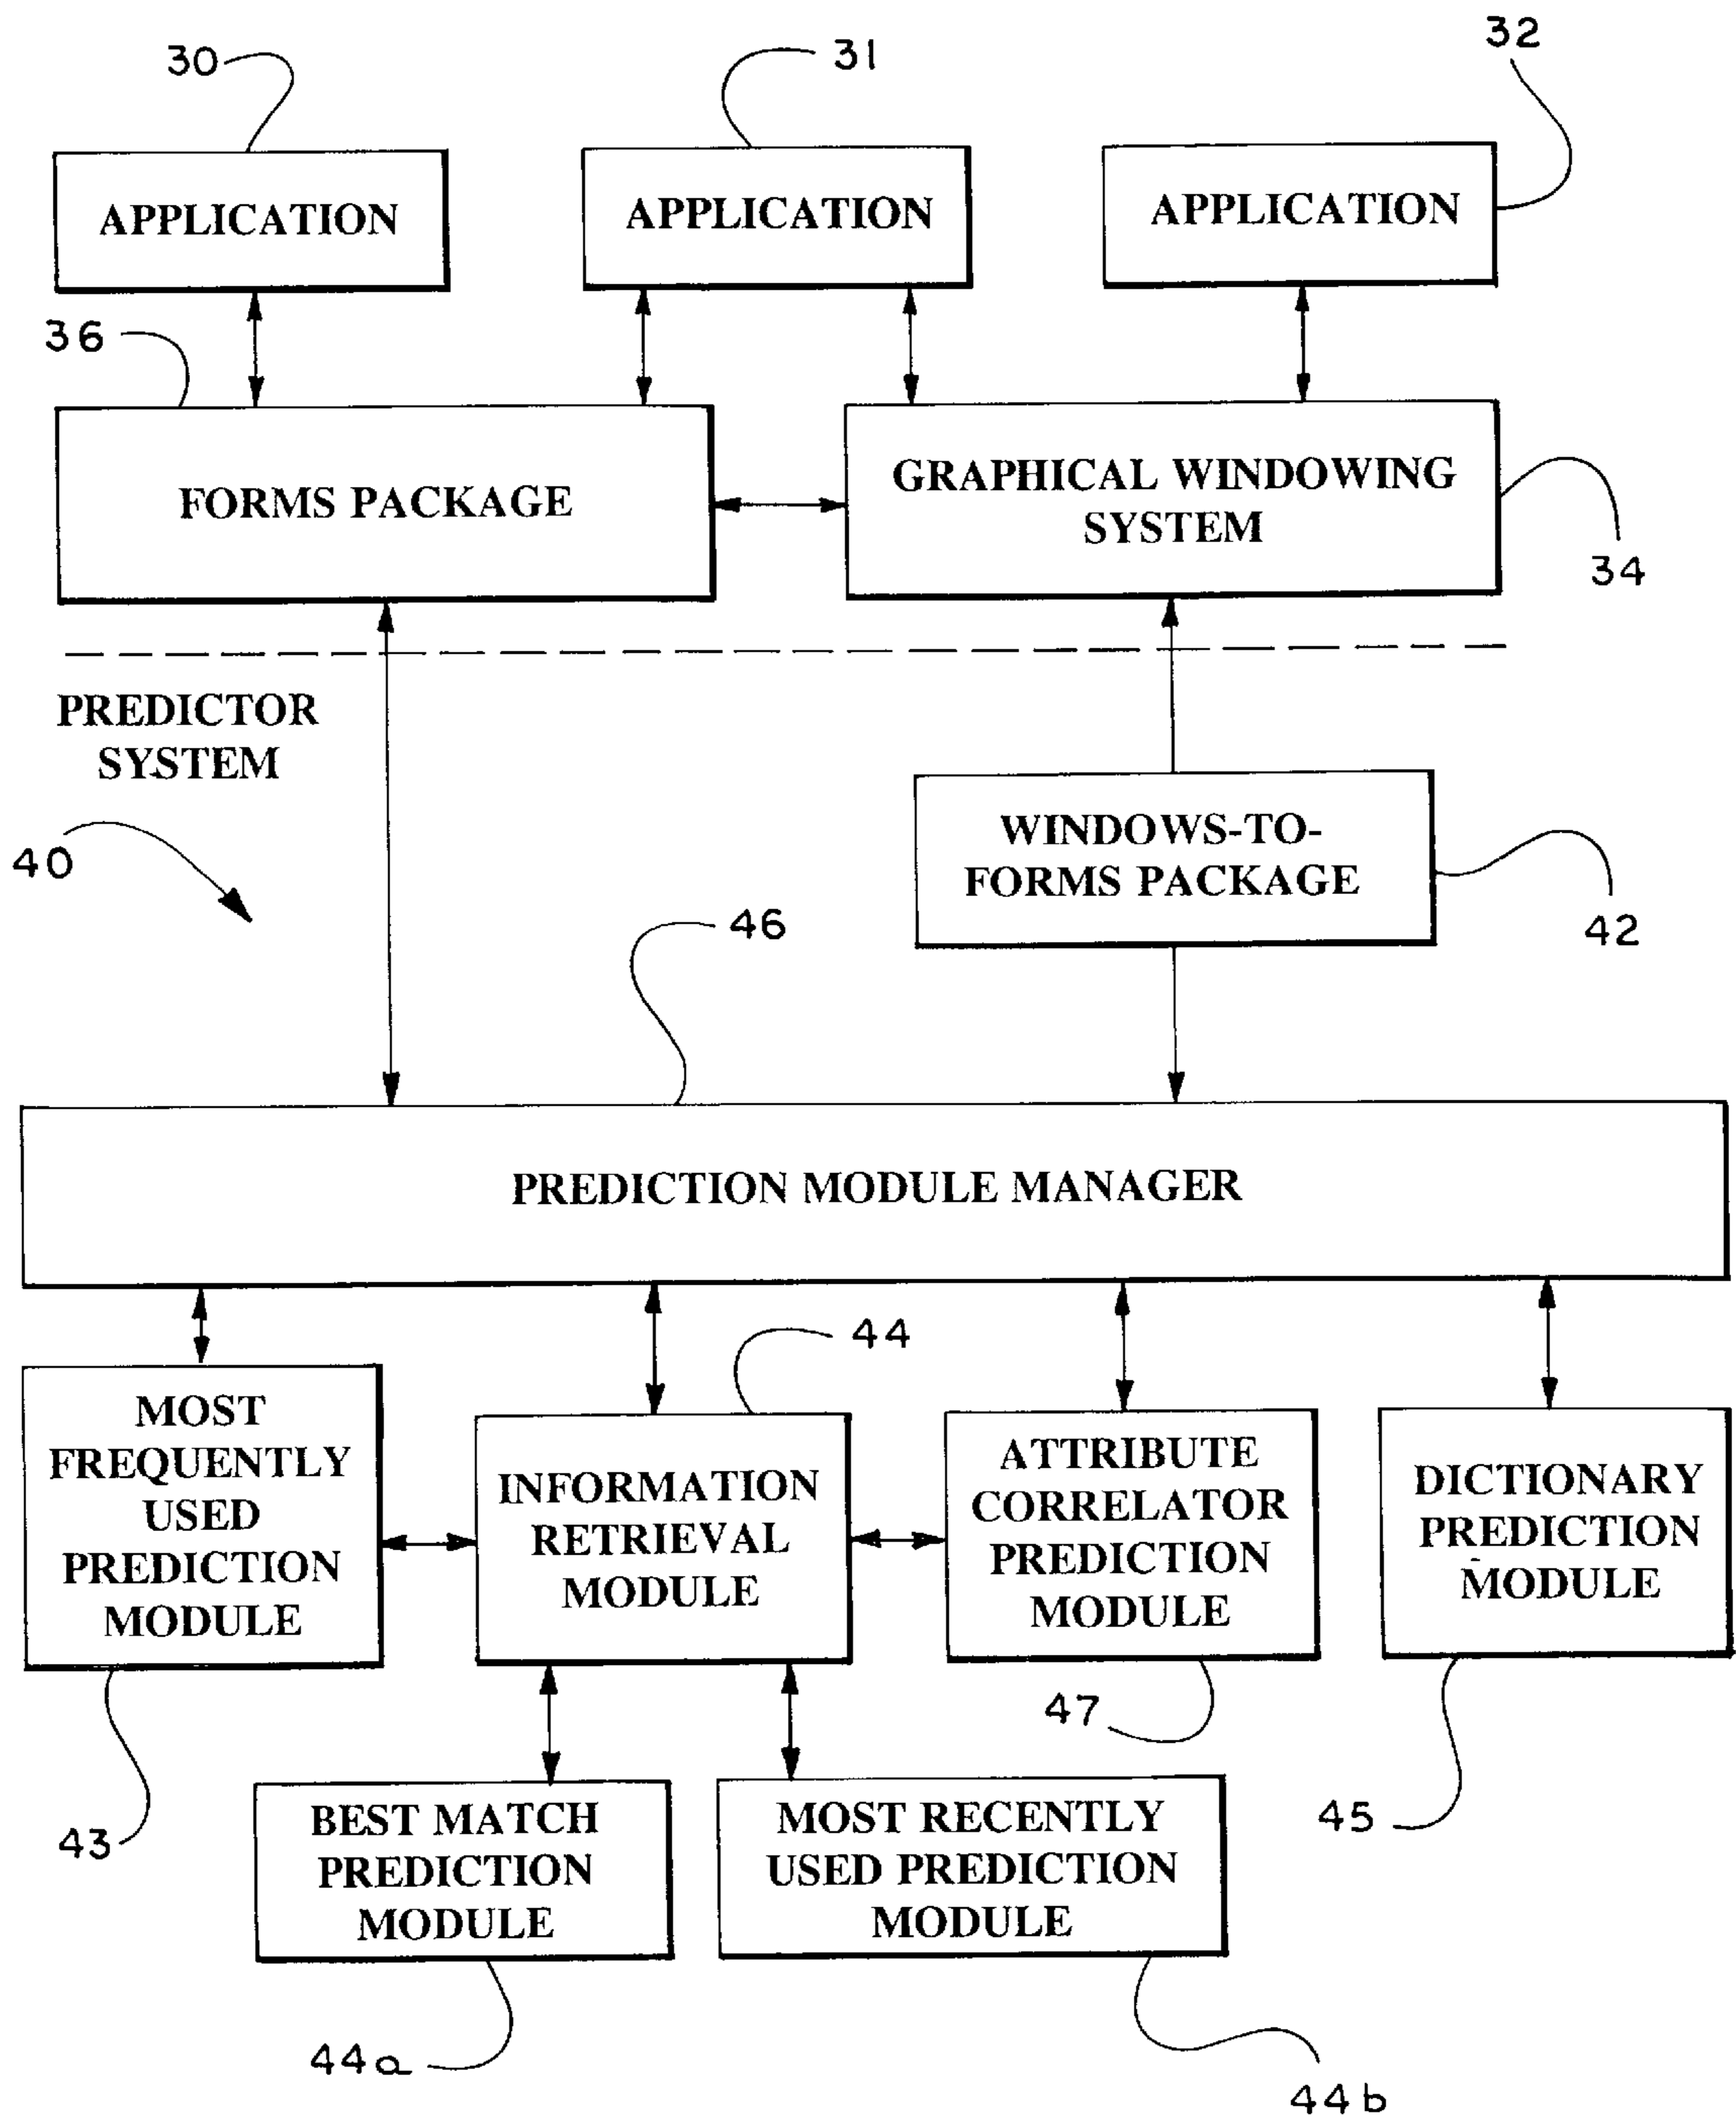 30
31
32
APPLICATION
APPLICATION
APPLICATION
36
FORMS PACKAGE
GRAPHICAL WINDOWING
SYSTEM
34
PREDICTOR
SYSTEM
40
WINDOWS-TO-
FORMS PACKAGE
42
46
PREDICTION MODULE MANAGER
44
MOST
FREQUENTLY
USED
PREDICTION
MODULE
INFORMATION
RETRIEVAL
MODULE
ATTRIBUTE
CORRELATOR
PREDICTION
MODULE
DICTIONARY
PREDICTION
MODULE
43
47
45
BEST MATCH
PREDICTION
MODULE
MOST RECENTLY
USED PREDICTION
MODULE
44a
44b